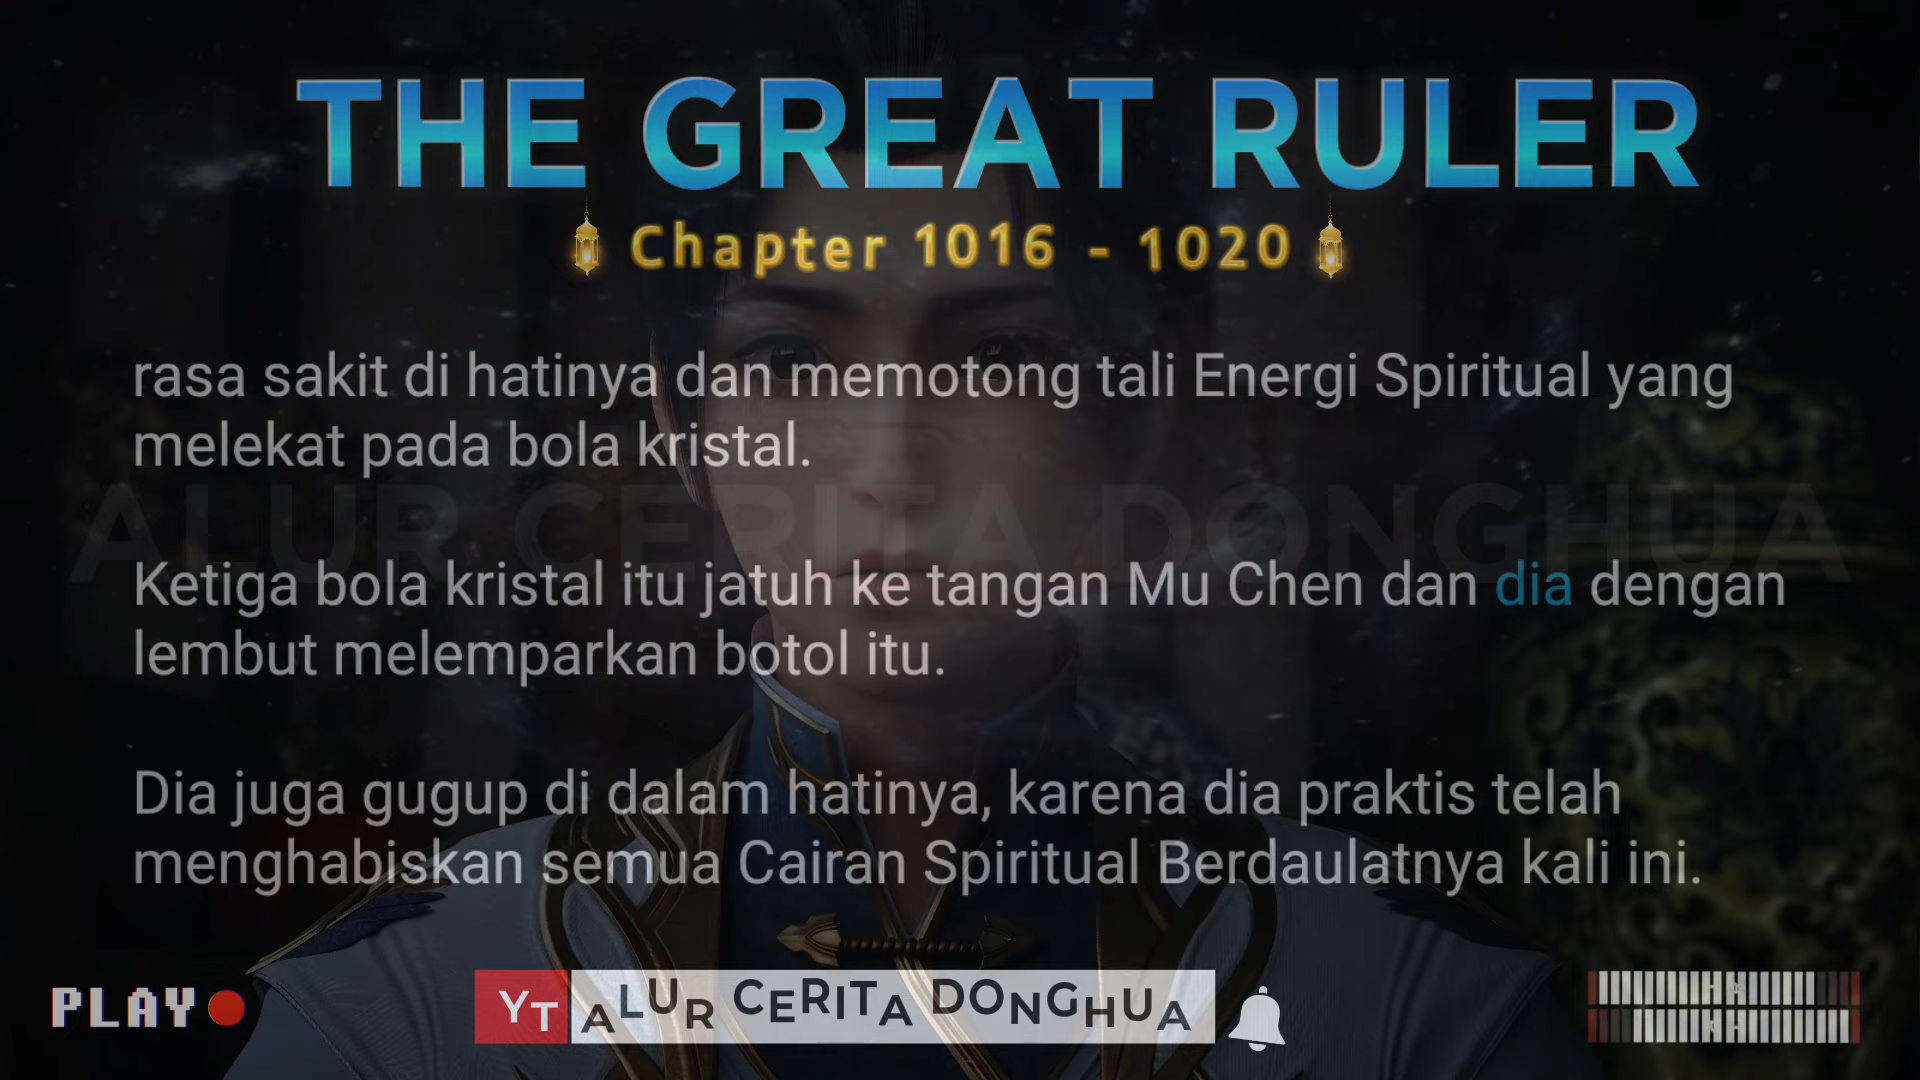 THE GREAT RULER
Chapter 1016 - 1020
rasa sakit di hatinya dan memotong tali Energi Spiritual yang
melekat pada bola kristal.
ALUR CERITA DONGHUA
Ketiga bola kristal itu jatuh ke tangan Mu Chen dan dia dengan
lembut melemparkan botol itu.
Dia juga gugup di dalam hatinya, karena dia praktis telah
menghabiskan semua Cairan Spiritual Berdaulatnya kali ini.
PLAY
YT ALUR CERITA DONGHUA